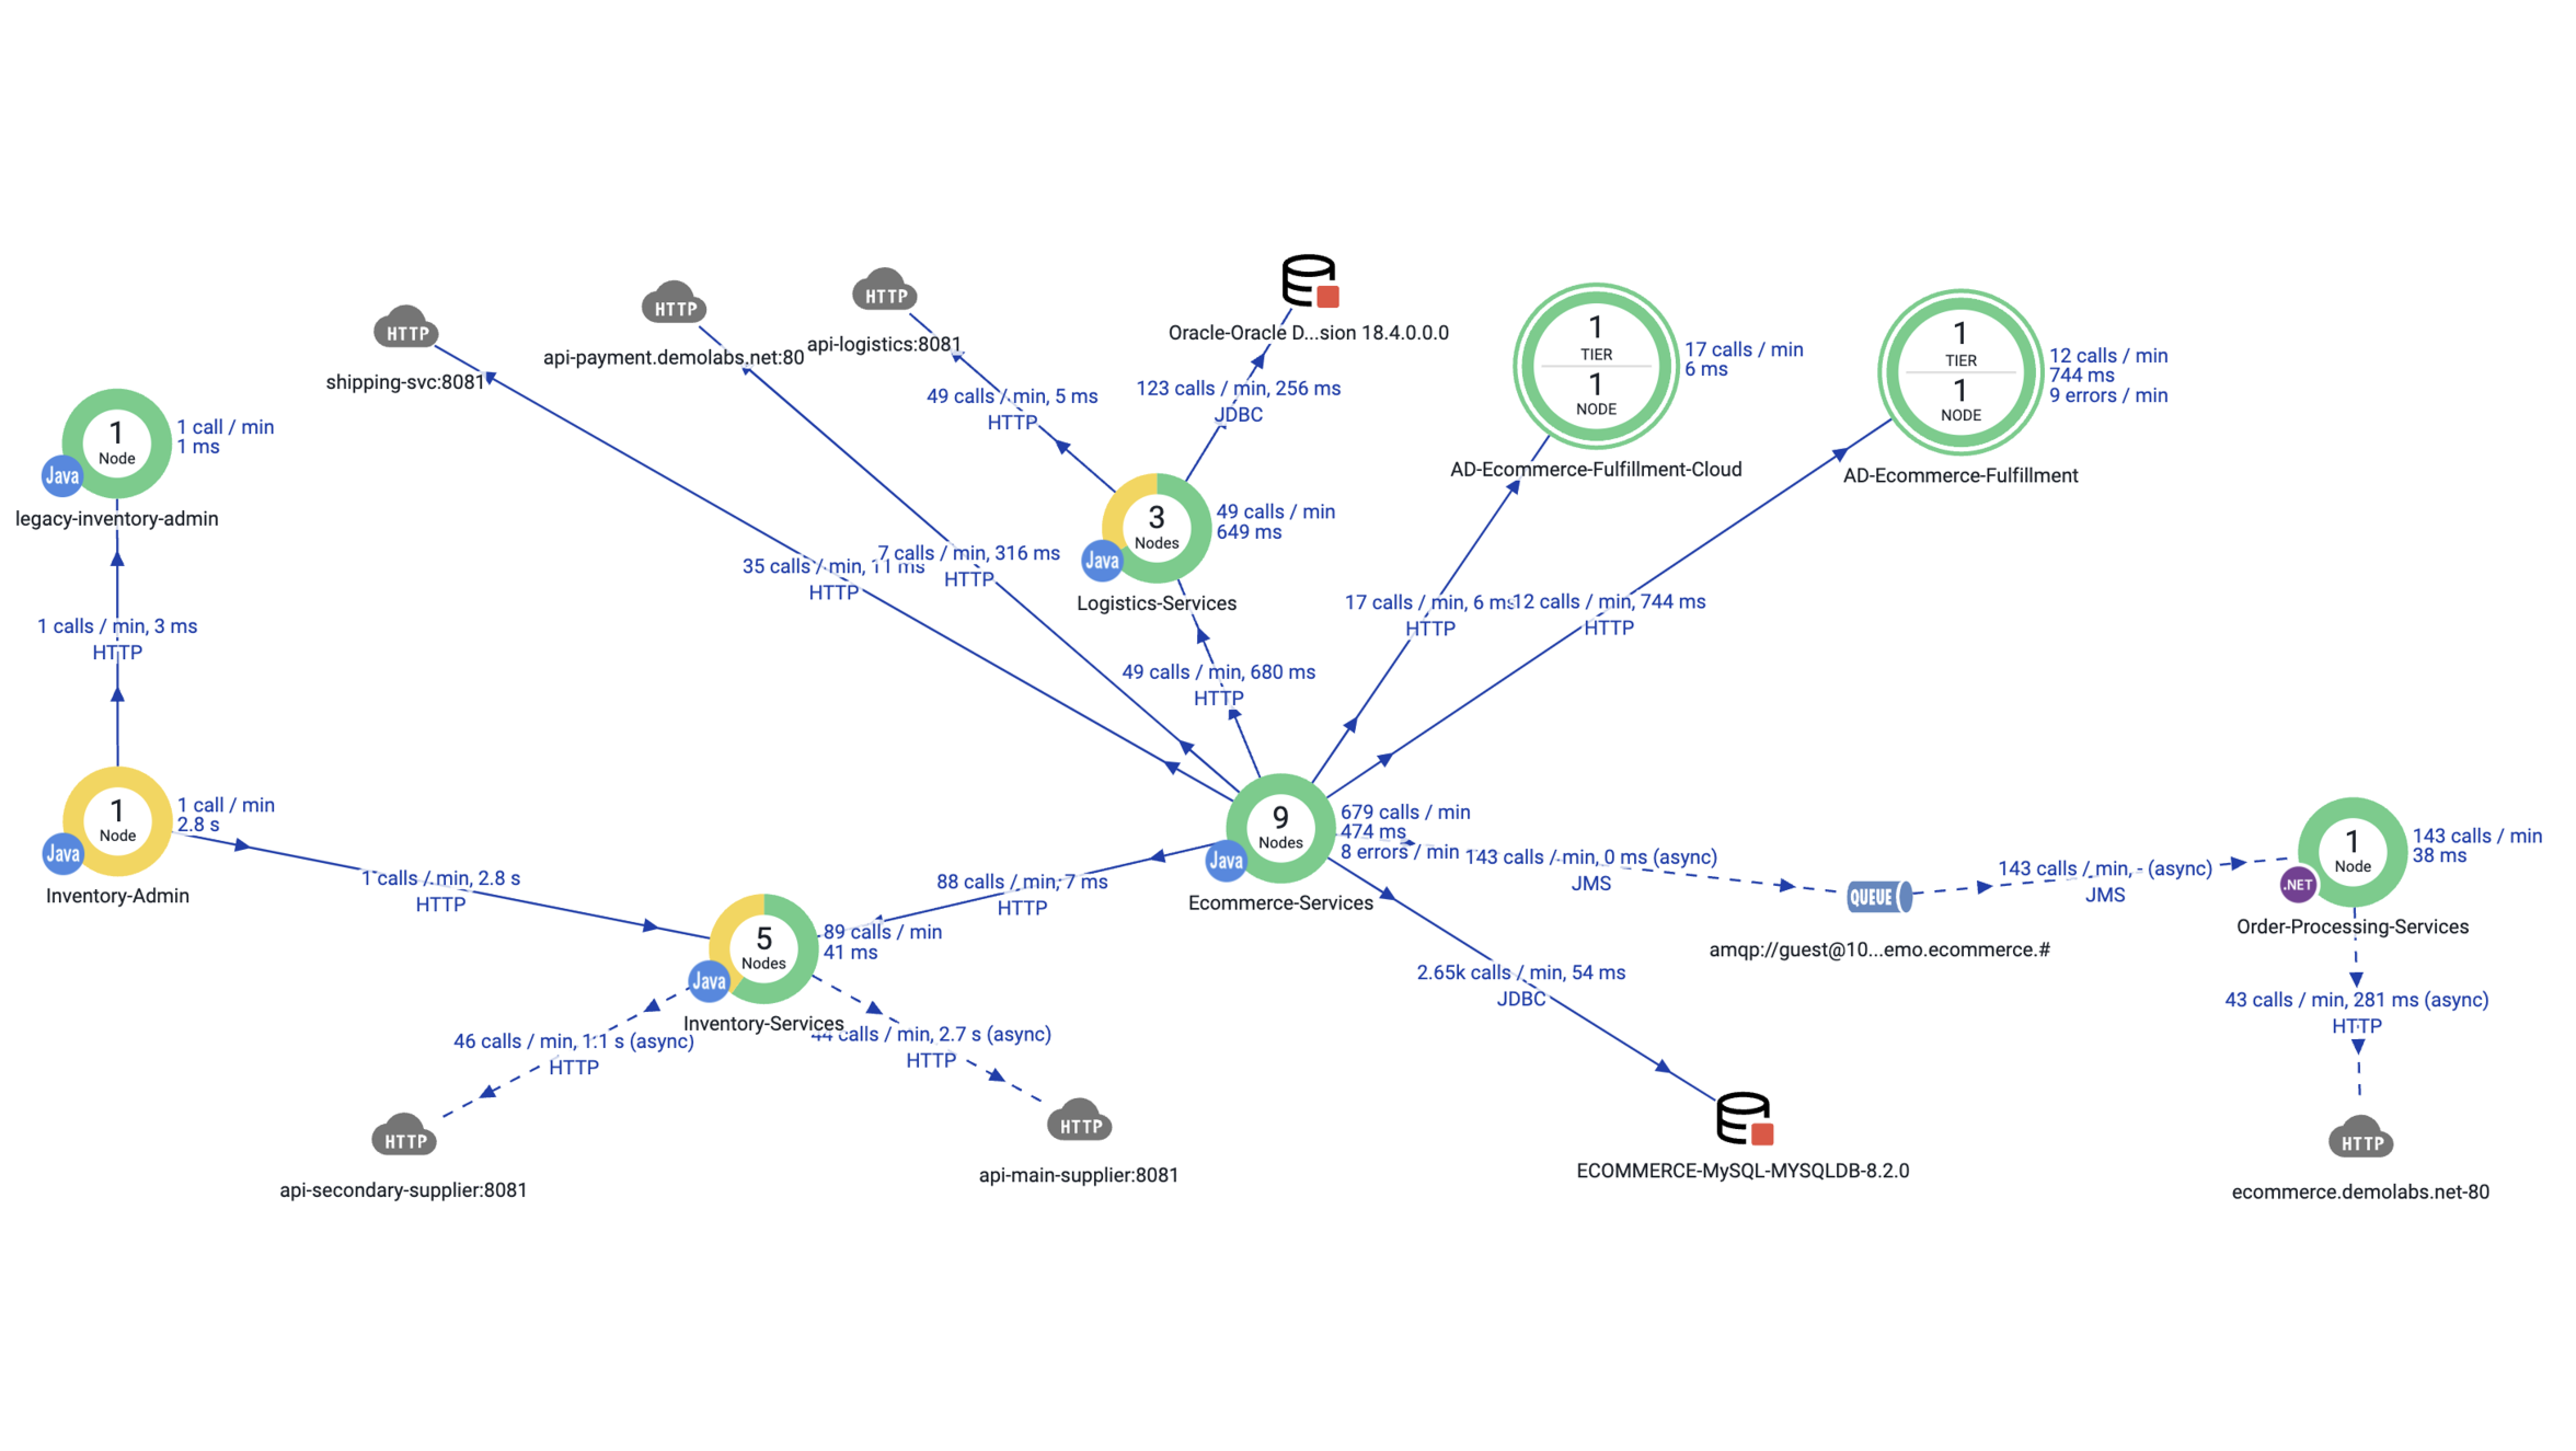 HTTP
shipping-svc:8081
HTTP
api-payment.demolabs.net:80
HTTP
api-logistics:8081
Oracle-Oracle D...sion 18.4.0.0.0
1
TIER
1
NODE
17 calls / min
6 ms
AD-Ecommerce-Fulfillment-Cloud
1
TIER
1
NODE
12 calls / min
744 ms
9 errors / min
AD-Ecommerce-Fulfillment
1
Node
Java
1 call / min
1 ms
legacy-inventory-admin
49 calls / min, 5 ms
HTTP
123 calls / min, 256 ms
JDBC
3
Nodes
Java
49 calls / min
649 ms
Logistics-Services
35 calls / min, 11 ms
HTTP
7 calls / min, 316 ms
HTTP
17 calls / min, 6 ms
HTTP
12 calls / min, 744 ms
HTTP
1 calls / min, 3 ms
HTTP
49 calls / min, 680 ms
HTTP
1
Node
Java
1 call / min
2.8 s
Inventory-Admin
1 calls / min, 2.8 s
HTTP
9
Nodes
Java
679 calls / min
474 ms
8 errors / min
Ecommerce-Services
88 calls / min, 7 ms
HTTP
143 calls / min, 0 ms (async)
JMS
QUEUE
amqp://guest@10...emo.ecommerce.#
143 calls / min, - (async)
JMS
1
Node
.NET
143 calls / min
38 ms
Order-Processing-Services
5
Nodes
Java
89 calls / min
41 ms
Inventory-Services
46 calls / min, 1.1 s (async)
HTTP
44 calls / min, 2.7 s (async)
HTTP
2.65k calls / min, 54 ms
JDBC
43 calls / min, 281 ms (async)
HTTP
HTTP
api-secondary-supplier:8081
HTTP
api-main-supplier:8081
ECOMMERCE-MySQL-MYSQLDB-8.2.0
HTTP
ecommerce.demolabs.net-80